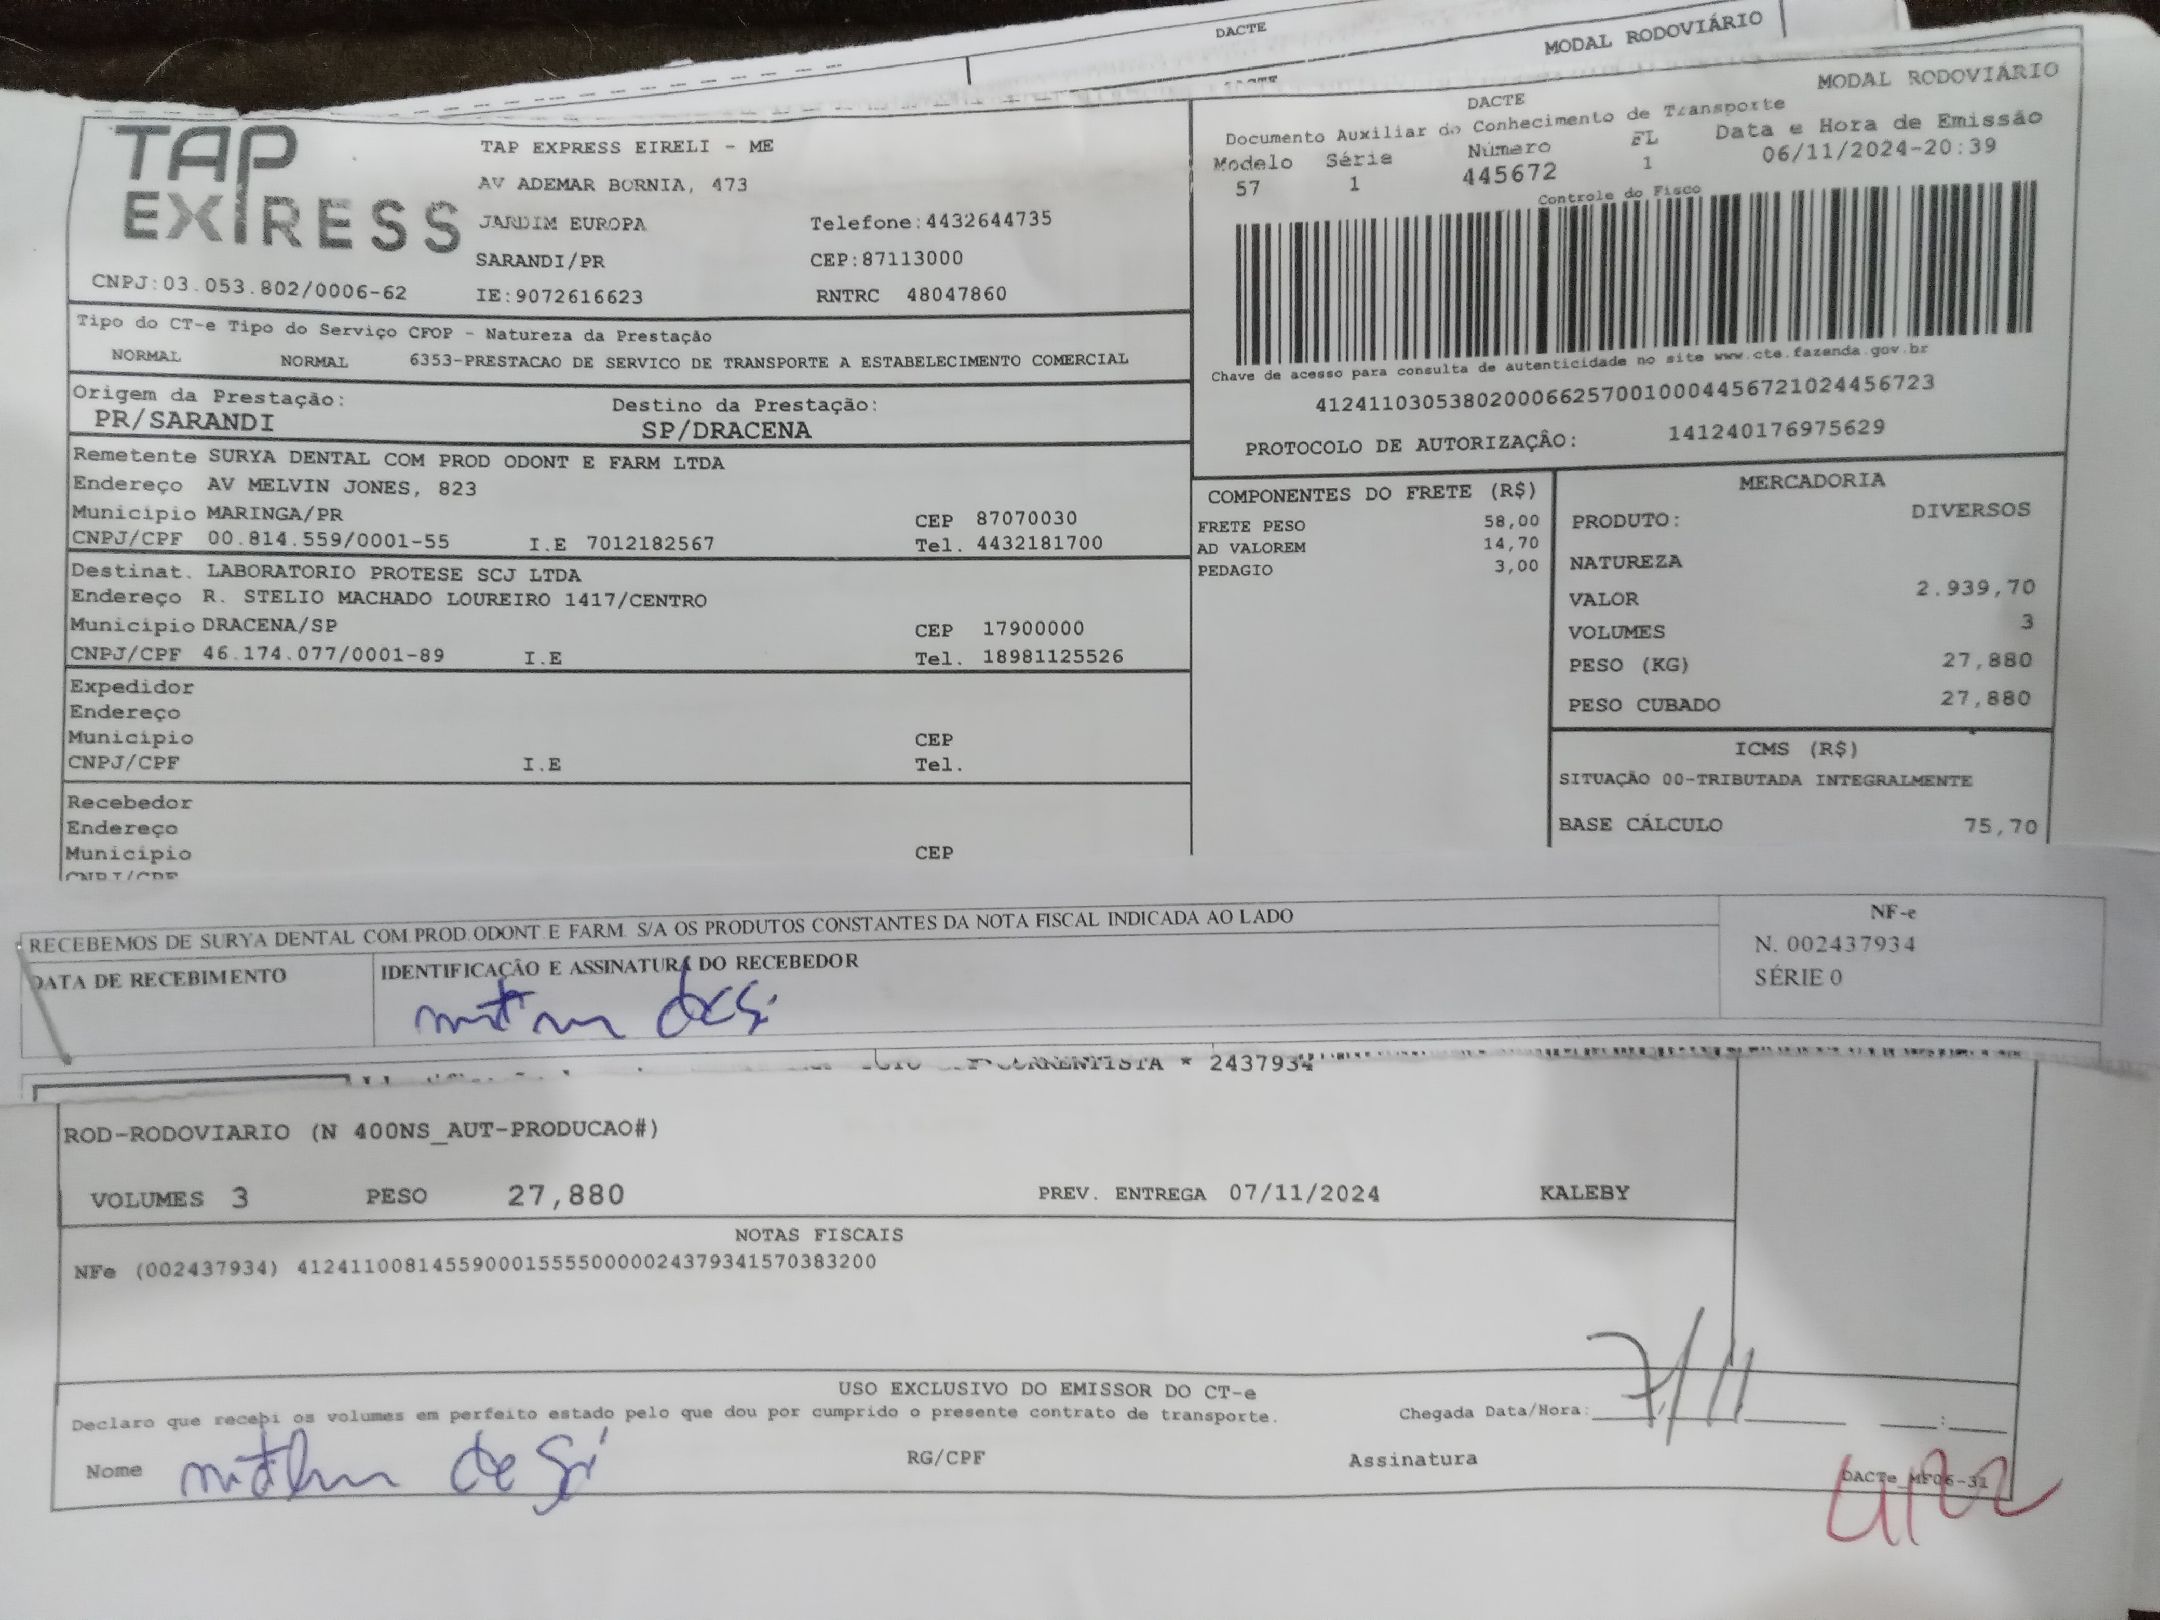 DACTE
MODAL RODOVIÁRIO
TAP EXPRESS
TAP EXPRESS EIRELI - ME
AV ADEMAR BORNIA, 473
JARDIM EUROPA Telefone:4432644735
SARANDI/PR CEP:87113000
CNPJ:03.053.802/0006-62 IE:9072616623 RNTRC 48047860
DACTE MODAL RODOVIÁRIO
Documento Auxiliar do Conhecimento de Transporte
Modelo Série Número FL Data e Hora de Emissão
57 1 445672 1 06/11/2024-20:39
Controle do Fisco
Chave de acesso para consulta de autenticidade no site www.cte.fazenda.gov.br
41241103053802000662570010004456721024456723
PROTOCOLO DE AUTORIZAÇÃO: 141240176975629
Tipo do CT-e Tipo do Serviço CFOP - Natureza da Prestação
NORMAL NORMAL 6353-PRESTACAO DE SERVICO DE TRANSPORTE A ESTABELECIMENTO COMERCIAL
Origem da Prestação: Destino da Prestação:
PR/SARANDI SP/DRACENA
Remetente SURYA DENTAL COM PROD ODONT E FARM LTDA
Endereço AV MELVIN JONES, 823
Município MARINGA/PR CEP 87070030
CNPJ/CPF 00.814.559/0001-55 I.E 7012182567 Tel. 4432181700
Destinat. LABORATORIO PROTESE SCJ LTDA
Endereço R. STELIO MACHADO LOUREIRO 1417/CENTRO
Município DRACENA/SP CEP 17900000
CNPJ/CPF 46.174.077/0001-89 I.E Tel. 18981125526
Expedidor
Endereço
Município CEP
CNPJ/CPF I.E Tel.
Recebedor
Endereço
Município CEP
CNPJ/CPF
COMPONENTES DO FRETE (R$)
FRETE PESO 58,00
AD VALOREM 14,70
PEDAGIO 3,00
MERCADORIA
PRODUTO: DIVERSOS
NATUREZA
VALOR 2.939,70
VOLUMES 3
PESO (KG) 27,880
PESO CUBADO 27,880
ICMS (R$)
SITUAÇÃO 00-TRIBUTADA INTEGRALMENTE
BASE CÁLCULO 75,70
RECEBEMOS DE SURYA DENTAL COM.PROD.ODONT.E FARM. S/A OS PRODUTOS CONSTANTES DA NOTA FISCAL INDICADA AO LADO
DATA DE RECEBIMENTO IDENTIFICAÇÃO E ASSINATURA DO RECEBEDOR
NF-e
N. 002437934
SÉRIE 0
* 2437934
ROD-RODOVIARIO (N 400NS_AUT-PRODUCAO#)
VOLUMES 3 PESO 27,880 PREV. ENTREGA 07/11/2024 KALEBY
NOTAS FISCAIS
NFe (002437934) 41241100814559000155550000024379341570383200
USO EXCLUSIVO DO EMISSOR DO CT-e
Declaro que recebi os volumes em perfeito estado pelo que dou por cumprido o presente contrato de transporte. Chegada Data/Hora: 7/11
Nome RG/CPF Assinatura
DACTe_MF06-31